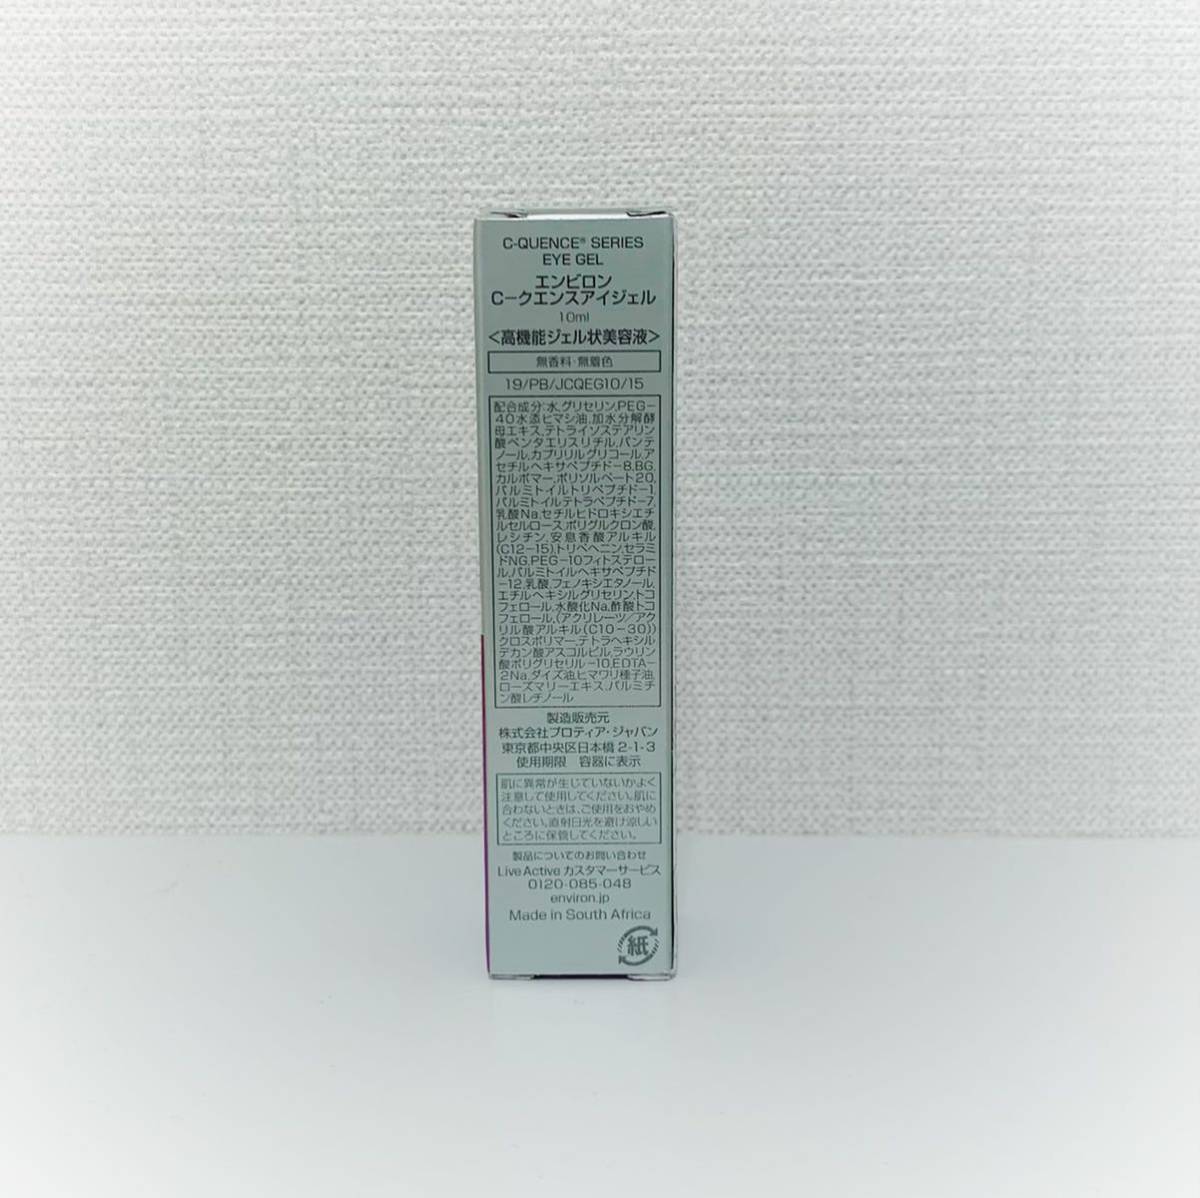 C-QUENCE® SERIES
EYE GEL
エンビロン
C－クエンスアイジェル
10ml
＜高機能ジェル状美容液＞
無香料・無着色
19/PB/JCQEG10/15
配合成分：水,グリセリン,PEG－
40水添ヒマシ油,加水分解酵
母エキス,テトライソステアリン
酸ペンタエリスリチル,パンテ
ノール,カプリリルグリコール,ア
セチルヘキサペプチド－8,BG,
カルボマー,ポリソルベート20,
パルミトイルトリペプチド－1,
パルミトイルテトラペプチド－7,
乳酸Na,セチルヒドロキシエチ
ルセルロース,ポリグルクロン酸,
レシチン,安息香酸アルキル
(C12－15),トリベヘニン,セラミ
ドNG,PEG－10フィトステロー
ル,パルミトイルヘキサペプチド
－12,乳酸,フェノキシエタノール,
エチルヘキシルグリセリン,トコ
フェロール,水酸化Na,酢酸トコ
フェロール,(アクリレーツ／アク
リル酸アルキル(C10－30))
クロスポリマー,テトラヘキシル
デカン酸アスコルビル,ラウリン
酸ポリグリセリル－10,EDTA－
2Na,ダイズ油,ヒマワリ種子油,
ローズマリーエキス,パルミチ
ン酸レチノール
製造販売元
株式会社プロティア・ジャパン
東京都中央区日本橋 2-1-3
使用期限　容器に表示
肌に異常が生じていないかよく
注意して使用してください。肌に
合わないときは、ご使用をおやめ
ください。直射日光を避け涼しい
ところに保管してください。
製品についてのお問い合わせ
Live Active カスタマーサービス
0120-085-048
environ.jp
Made in South Africa
紙